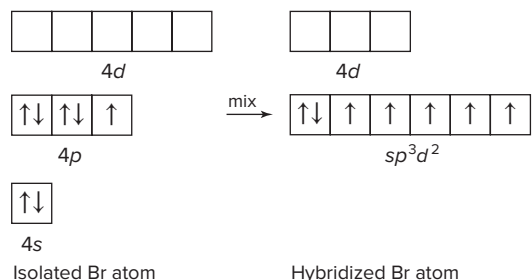 4d
4d
↑↓ ↑↓ ↑
mix
↑↓ ↑ ↑ ↑ ↑ ↑
4p
sp³d²
↑↓
4s
Isolated Br atom
Hybridized Br atom